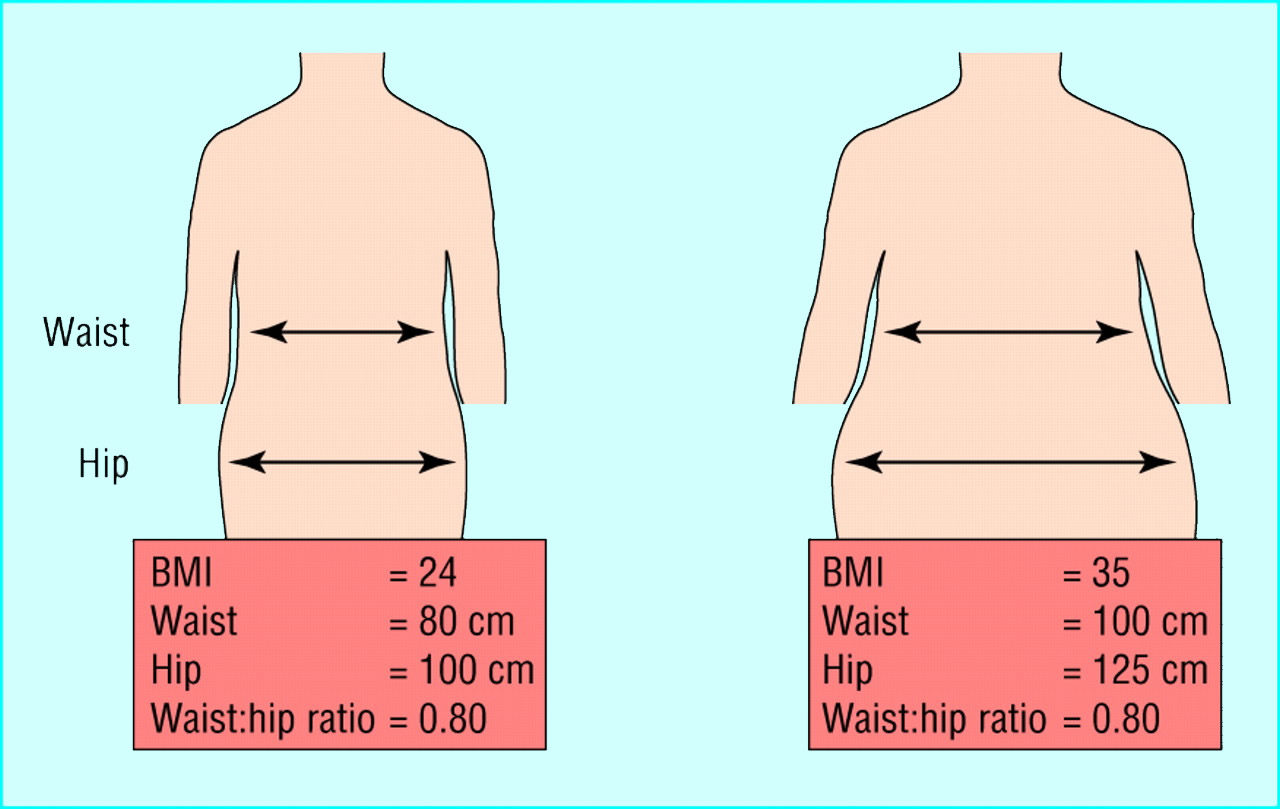 Waist
Hip
BMI = 24
Waist = 80 cm
Hip = 100 cm
Waist:hip ratio = 0.80
BMI = 35
Waist = 100 cm
Hip = 125 cm
Waist:hip ratio = 0.80